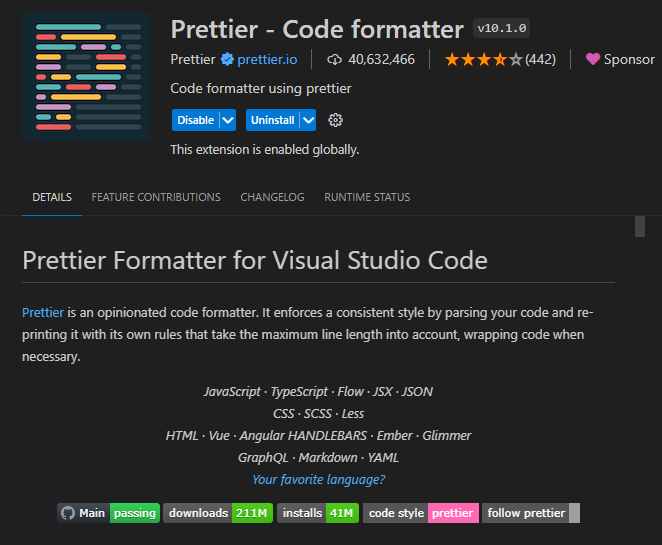 Prettier - Code formatter v10.1.0
Prettier prettier.io 40,632,466 (442) Sponsor
Code formatter using prettier
Disable Uninstall
This extension is enabled globally.
DETAILS FEATURE CONTRIBUTIONS CHANGELOG RUNTIME STATUS
Prettier Formatter for Visual Studio Code
Prettier is an opinionated code formatter. It enforces a consistent style by parsing your code and re-
printing it with its own rules that take the maximum line length into account, wrapping code when
necessary.
JavaScript · TypeScript · Flow · JSX · JSON
CSS · SCSS · Less
HTML · Vue · Angular HANDLEBARS · Ember · Glimmer
GraphQL · Markdown · YAML
Your favorite language?
Main passing downloads 211M installs 41M code style prettier follow prettier